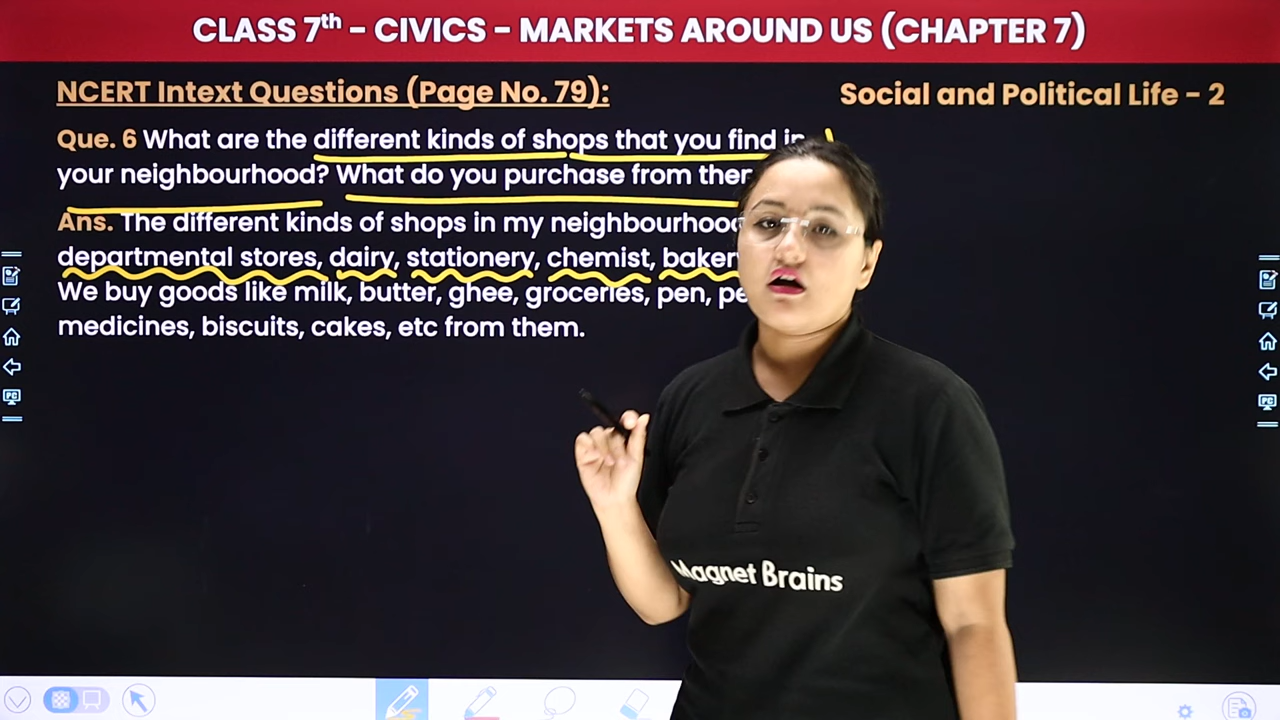 CLASS 7th - CIVICS - MARKETS AROUND US (CHAPTER 7)
NCERT Intext Questions (Page No. 79):
Social and Political Life - 2
Que. 6 What are the different kinds of shops that you find in
your neighbourhood? What do you purchase from
Ans. The different kinds of shops in my
departmental stores, dairy, stationery, chemist,
We buy goods like milk, butter, ghee, groceries, pen,
medicines, biscuits, cakes, etc from them.
Magnet Brains